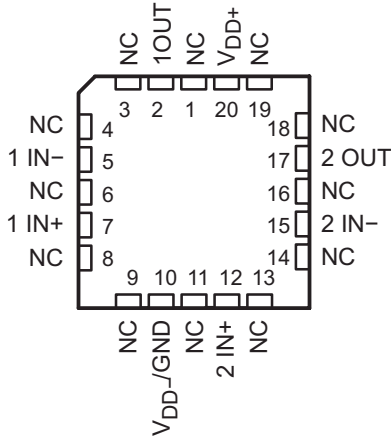 NC
1OUT
NC
VDD+
NC
3
2
1
20
19
NC 4
1 IN− 5
NC 6
1 IN+ 7
NC 8
18 NC
17 2 OUT
16 NC
15 2 IN−
14 NC
9
10
11
12
13
NC
VDD−/GND
NC
2 IN+
NC